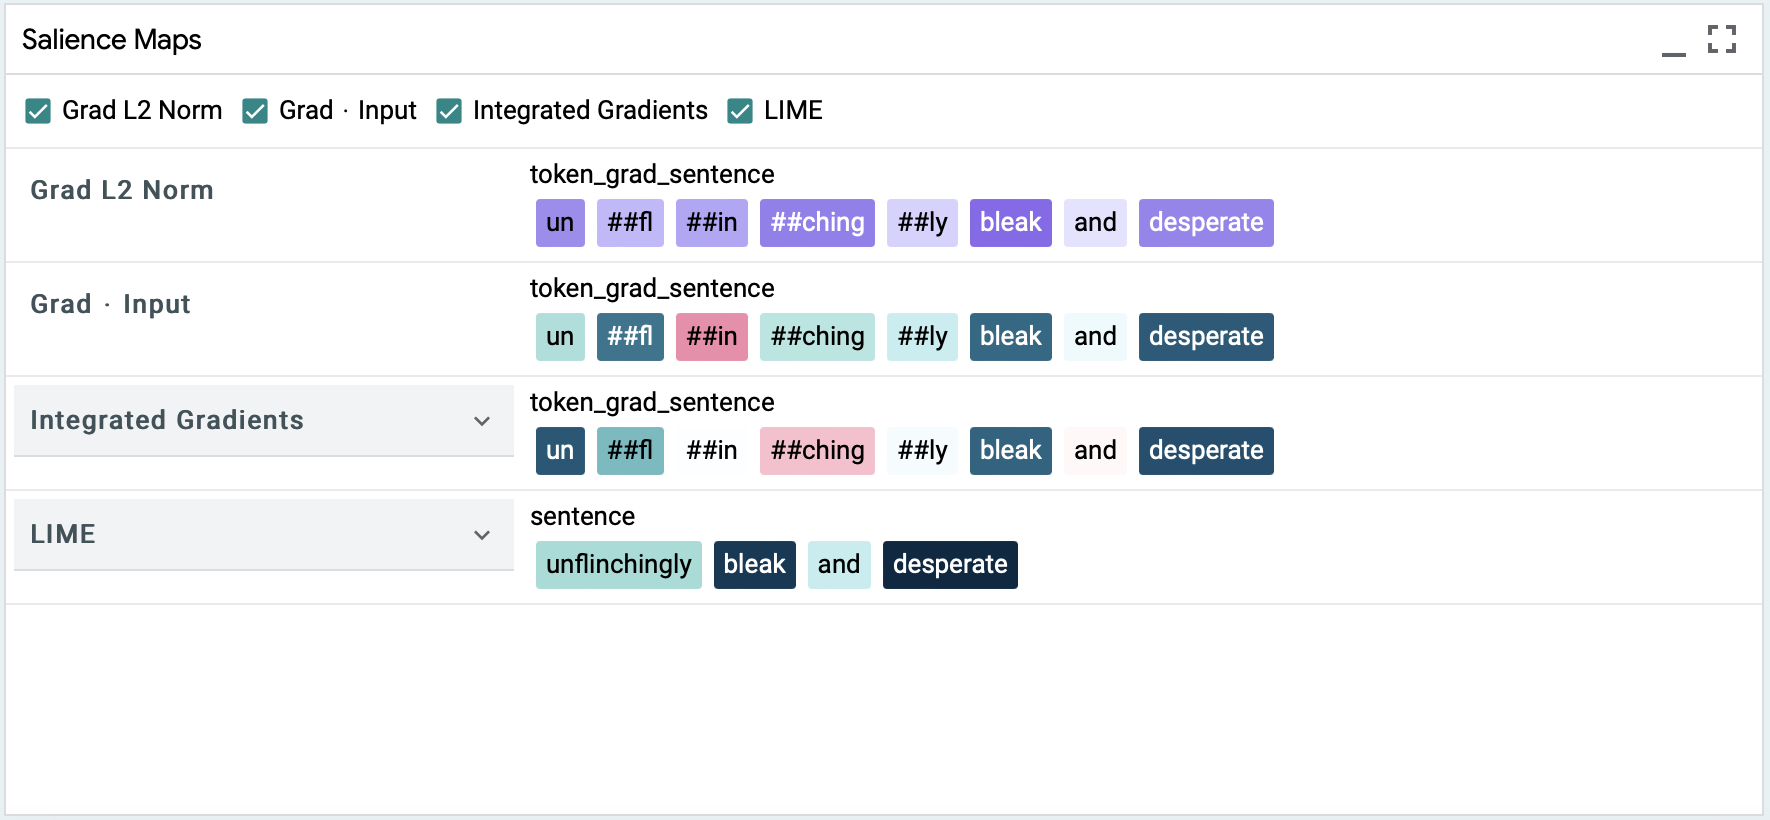 Salience Maps
Grad L2 Norm Grad · Input Integrated Gradients LIME
Grad L2 Norm
token_grad_sentence
un ##fl ##in ##ching ##ly bleak and desperate
Grad · Input
token_grad_sentence
un ##fl ##in ##ching ##ly bleak and desperate
Integrated Gradients
token_grad_sentence
un ##fl ##in ##ching ##ly bleak and desperate
LIME
sentence
unflinchingly bleak and desperate